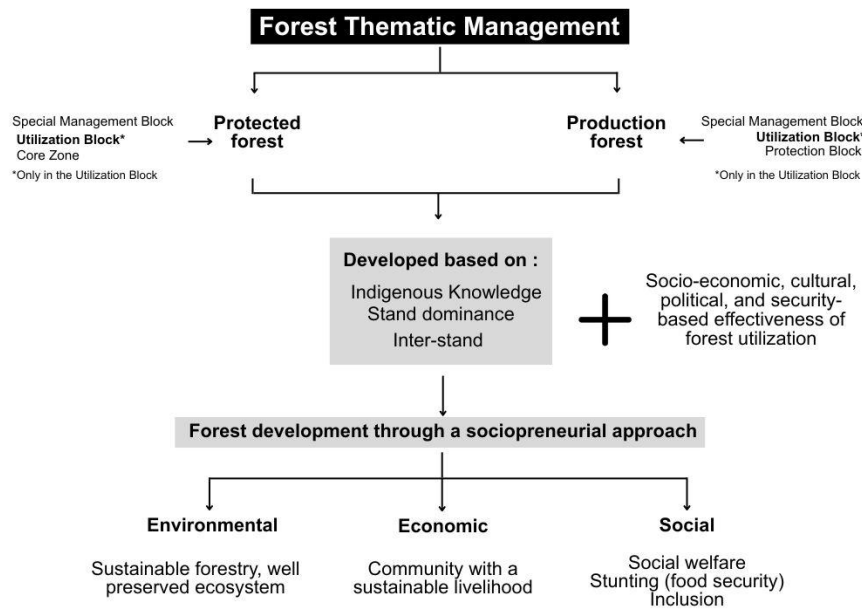 Forest Thematic Management
Special Management Block
Utilization Block*
Core Zone
*Only in the Utilization Block
Protected
forest
Production
forest
Special Management Block
Utilization Block*
Protection Block
*Only in the Utilization Block
Developed based on :
Indigenous Knowledge
Stand dominance
Inter-stand
+
Socio-economic, cultural,
political, and security-
based effectiveness of
forest utilization
Forest development through a sociopreneurial approach
Environmental
Sustainable forestry, well
preserved ecosystem
Economic
Community with a
sustainable livelihood
Social
Social welfare
Stunting (food security)
Inclusion